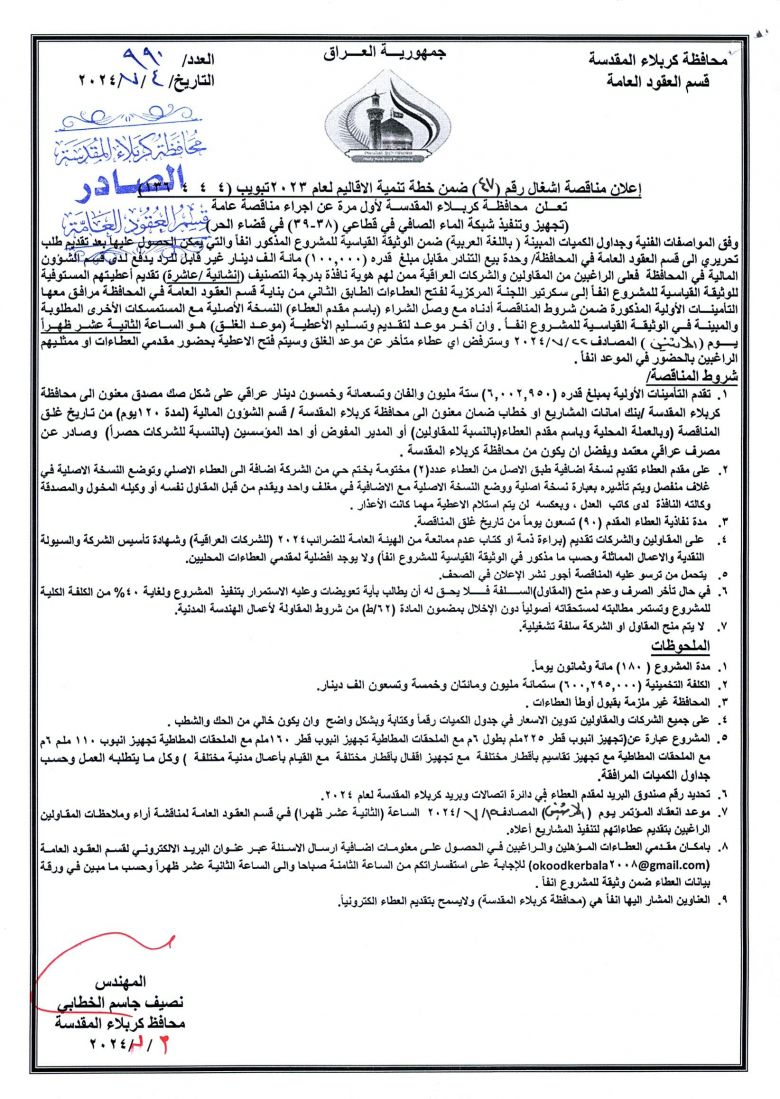 جمهورية العراق
محافظة كربلاء المقدسة
قسم العقود العامة
العدد/ ٩٩٠
التاريخ/ ٤ /٧/ ٢٠٢٤
محافظة كربلاء المقدسة
الصادر
قسم العقود العامة
إعلان مناقصة اشغال رقم (٤٧) ضمن خطة تنمية الاقاليم لعام ٢٠٢٣تبويب (٤ ٤ ٤ ١٣٦)
تعلن محافظة كربلاء المقدسة لأول مرة عن اجراء مناقصة عامة
(تجهيز وتنفيذ شبكة الماء الصافي في قطاعي (٣٨-٣٩) في قضاء الحر)
وفق المواصفات الفنية وجداول الكميات المبينة ( باللغة العربية) ضمن الوثيقة القياسية للمشروع المذكور انفاً والتي يمكن الحصول عليها بعد تقديم طلب
تحريري الى قسم العقود العامة في المحافظة/ وحدة بيع التنادر مقابل مبلغ قدره (١٠٠,٠٠٠) مائة الف دينار غير قابل للرد يدفع لدى قسم الشؤون
المالية في المحافظة فعلى الراغبين من المقاولين والشركات العراقية ممن لهم هوية نافذة بدرجة التصنيف (إنشائية /عاشرة) تقديم أعطيتهم المستوفية
للوثيقة القياسية للمشروع انفاً إلى سكرتير اللجنة المركزية لفتح العطاءات الطابق الثاني من بناية قسم العقود العامة في المحافظة مرافق معها
التأمينات الأولية المذكورة ضمن شروط المناقصة أدناه مع وصل الشراء (باسم مقدم العطاء) النسخة الأصلية مع المستمسكات الأخرى المطلوبة
والمبينة في الوثيقة القياسية للمشروع انفاً . وان آخر موعد لتقديم وتسليم الأعطية (موعد الغلق) هو الساعة الثانية عشر ظهراً
يوم (الاثنين) المصادف ٢٢/ ٧/ ٢٠٢٤ وسترفض اي عطاء متأخر عن موعد الغلق وسيتم فتح الاعطية بحضور مقدمي العطاءات او ممثليهم
الراغبين بالحضور في الموعد انفاً .
شروط المناقصة/
١. تقدم التأمينات الأولية بمبلغ قدره (٦,٠٠٢,٩٥٠) ستة مليون والفان وتسعمائة وخمسون دينار عراقي على شكل صك مصدق معنون الى محافظة
كربلاء المقدسة /بنك امانات المشاريع او خطاب ضمان معنون الى محافظة كربلاء المقدسة / قسم الشؤون المالية (لمدة ١٢٠يوم) من تاريخ غلق
المناقصة (وبالعملة المحلية وباسم مقدم العطاء(بالنسبة للمقاولين) أو المدير المفوض أو احد المؤسسين (بالنسبة للشركات حصراً) وصادر عن
مصرف عراقي معتمد ويفضل ان يكون من محافظة كربلاء المقدسة .
٢. على مقدم العطاء تقديم نسخة إضافية طبق الاصل من العطاء عدد(٢) مختومة بختم حي من الشركة اضافة الى العطاء الاصلي وتوضع النسخة الاصلية في
غلاف منفصل ويتم تأشيره بعبارة نسخة اصلية ووضع النسخة الاصلية مع الاضافية في مغلف واحد ويقدم من قبل المقاول نفسه أو وكيله المخول والمصدقة
وكالته النافذة لدى كاتب العدل ، وبعكسه لن يتم استلام الاعطية مهما كانت الأعذار .
٣. مدة نفاذية العطاء المقدم (٩٠) تسعون يوماً من تاريخ غلق المناقصة.
٤. على المقاولين والشركات تقديم (براءة ذمة او كتاب عدم ممانعة من الهيئة العامة للضرائب٢٠٢٤ (للشركات العراقية) وشهادة تأسيس الشركة والسيولة
النقدية والاعمال المماثلة وحسب ما مذكور في الوثيقة القياسية للمشروع انفاً) ولا يوجد افضلية لمقدمي العطاءات المحليين.
٥. يتحمل من ترسو عليه المناقصة أجور نشر الإعلان في الصحف.
٦. في حال تأخر الصرف وعدم منح (المقاول)السلفة فلا يحق له أن يطالب بأية تعويضات وعليه الاستمرار بتنفيذ المشروع ولغاية ٤٠% من الكلفة الكلية
للمشروع وتستمر مطالبته لمستحقاته أصولياً دون الإخلال بمضمون المادة (٦٢/ط) من شروط المقاولة لأعمال الهندسة المدنية.
٧. لا يتم منح المقاول او الشركة سلفة تشغيلية.
الملحوظات
١. مدة المشروع ( ١٨٠) مائة وثمانون يوماً.
٢. الكلفة التخمينية (٦٠٠,٢٩٥,٠٠٠) ستمائة مليون ومائتان وخمسة وتسعون الف دينار.
٣. المحافظة غير ملزمة بقبول أوطأ العطاءات .
٤. على جميع الشركات والمقاولين تدوين الاسعار في جدول الكميات رقماً وكتابة وبشكل واضح وان يكون خالي من الحك والشطب .
٥. المشروع عبارة عن(تجهيز انبوب قطر ٢٢٥ملم بطول ٦م مع الملحقات المطاطية تجهيز انبوب قطر ١٦٠ملم مع الملحقات المطاطية تجهيز انبوب ١١٠ ملم ٦م
مع الملحقات المطاطية مع تجهيز تقاسيم بأقطار مختلفة مع تجهيز اقفال بأقطار مختلفة مع القيام بأعمال مدنية مختلفة ) وكل ما يتطلبه العمل وحسب
جداول الكميات المرافقة.
٦. تحديد رقم صندوق البريد لمقدم العطاء في دائرة اتصالات وبريد كربلاء المقدسة لعام ٢٠٢٤.
٧. موعد انعقاد المؤتمر يوم (الاثنين) المصادف١٥/ ٧/ ٢٠٢٤ الساعة (الثانية عشر ظهرا) في قسم العقود العامة لمناقشة أراء وملاحظات المقاولين
الراغبين بتقديم عطاءاتهم لتنفيذ المشاريع أعلاه.
٨. بإمكان مقدمي العطاءات المؤهلين والراغبين في الحصول على معلومات اضافية ارسال الاسئلة عبر عنوان البريد الالكتروني لقسم العقود العامة
(okoodkerbala٢٠٠٨@gmail.com) للإجابة على استفساراتكم من الساعة الثامنة صباحا والى الساعة الثانية عشر ظهراً وحسب ما مبين في ورقة
بيانات العطاء ضمن وثيقة للمشروع انفاً .
٩. العناوين المشار اليها انفاً هي (محافظة كربلاء المقدسة) ولايسمح بتقديم العطاء الكترونياً.
المهندس
نصيف جاسم الخطابي
محافظ كربلاء المقدسة
٣ /٧/ ٢٠٢٤